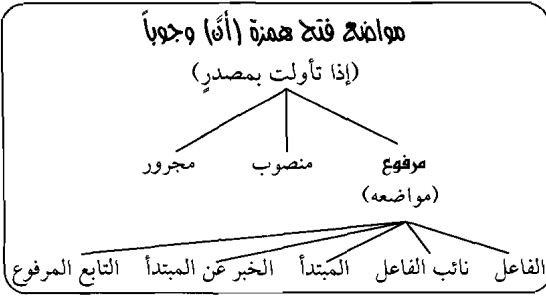 مواضع فتح همزة (أنَّ) وجوباً
(إذا تأولت بمصدرٍ)
مرفوع منصوب مجرور
(مواضعه)
الفاعل نائب الفاعل المبتدأ الخبر عن المبتدأ التابع المرفوع